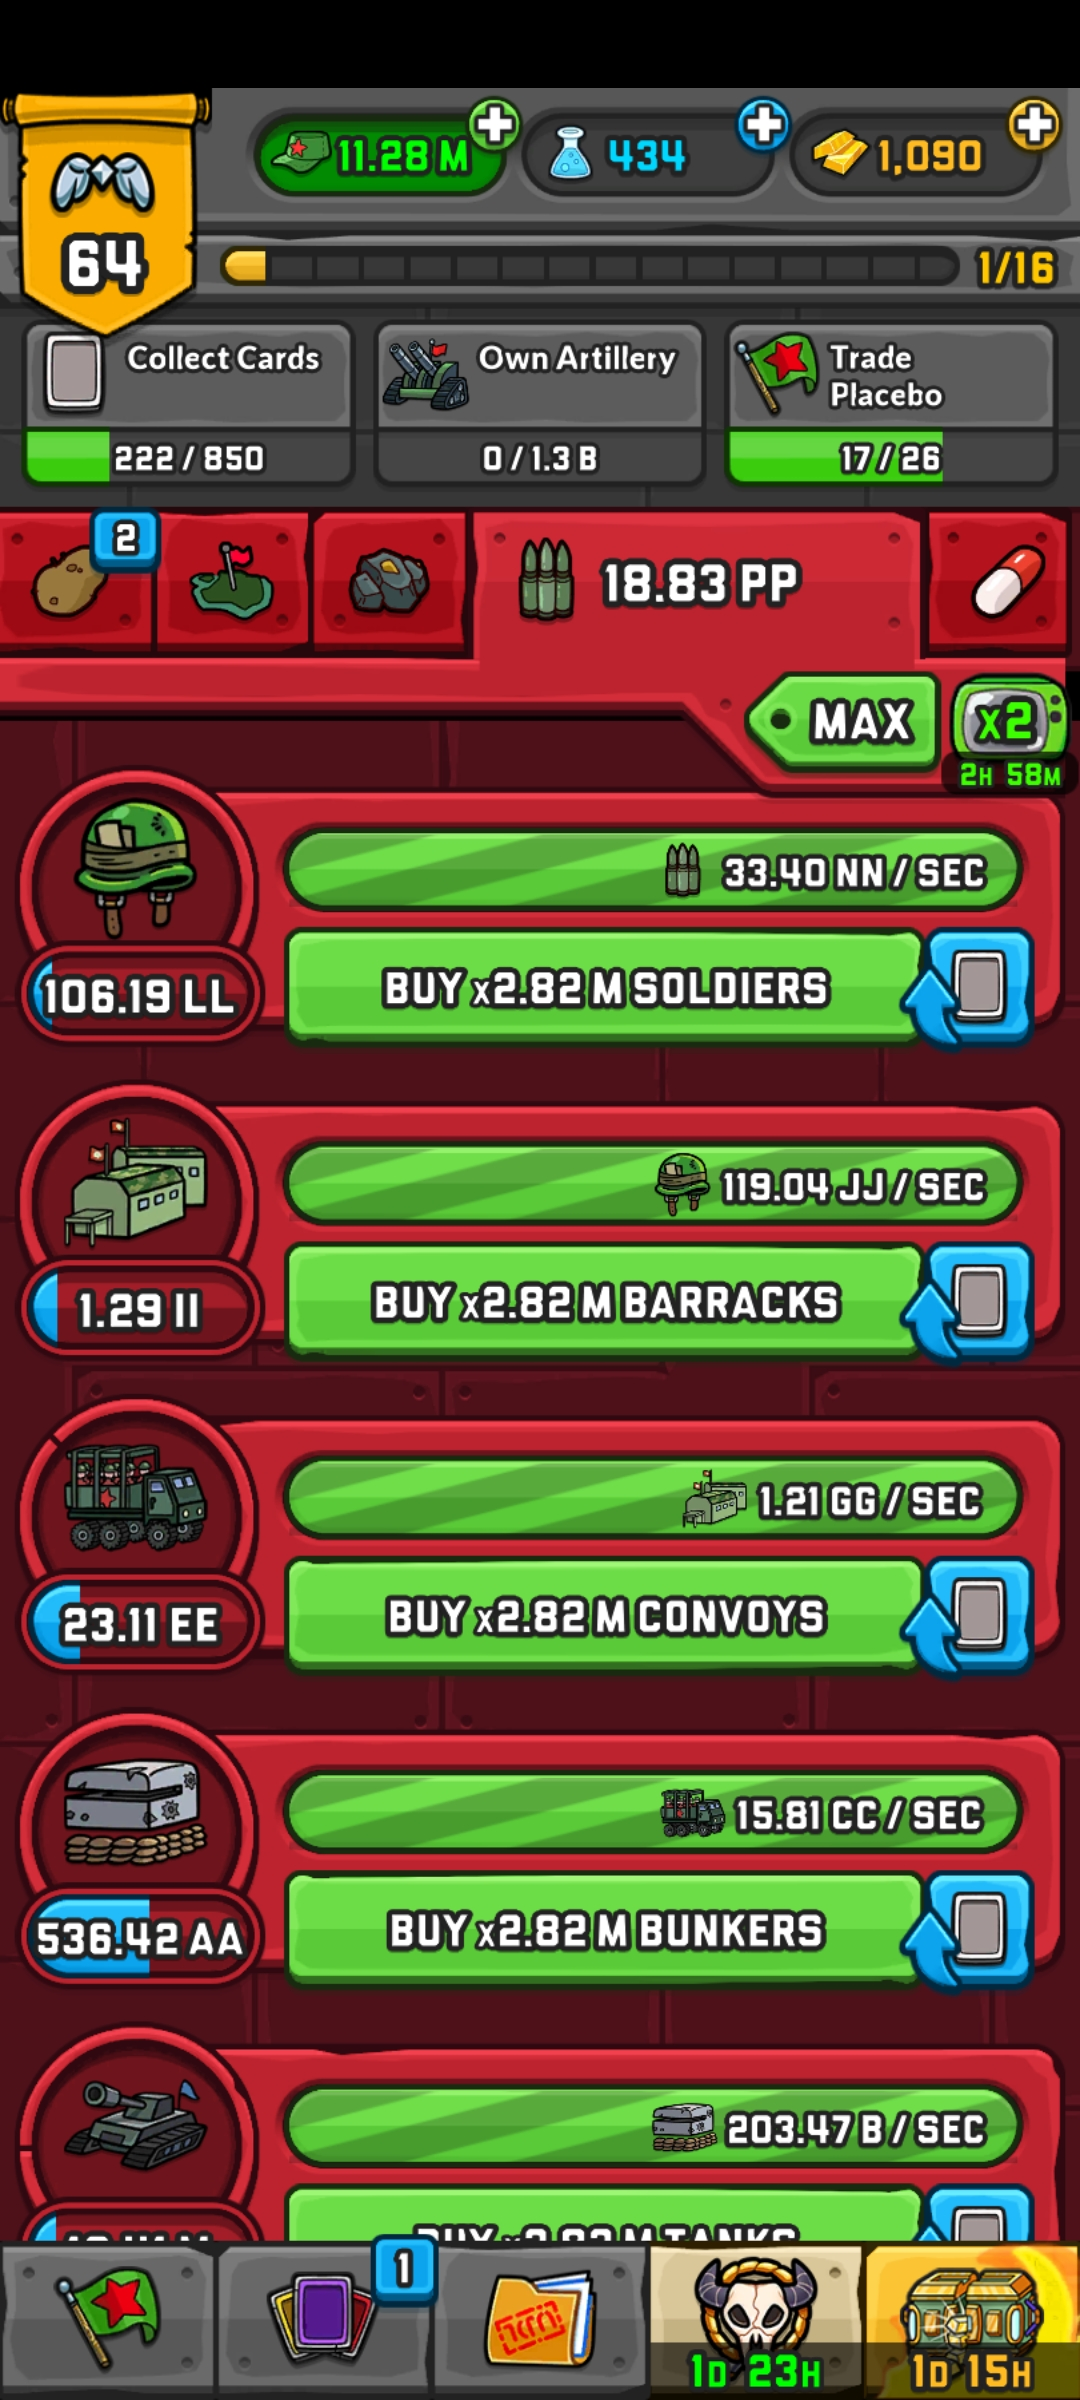 11.28 M
434
1,090
64
1/16
Collect Cards
222 / 850
Own Artillery
0 / 1.3 B
Trade
Placebo
17 / 26
2
18.83 PP
MAX
x2
2H 58M
33.40 NN / SEC
106.19 LL
BUY x2.82 M SOLDIERS
119.04 JJ / SEC
1.29 II
BUY x2.82 M BARRACKS
1.21 GG / SEC
23.11 EE
BUY x2.82 M CONVOYS
15.81 CC / SEC
536.42 AA
BUY x2.82 M BUNKERS
203.47 B / SEC
BUY x2.82 M TANKS
1
1D 23H
1D 15H